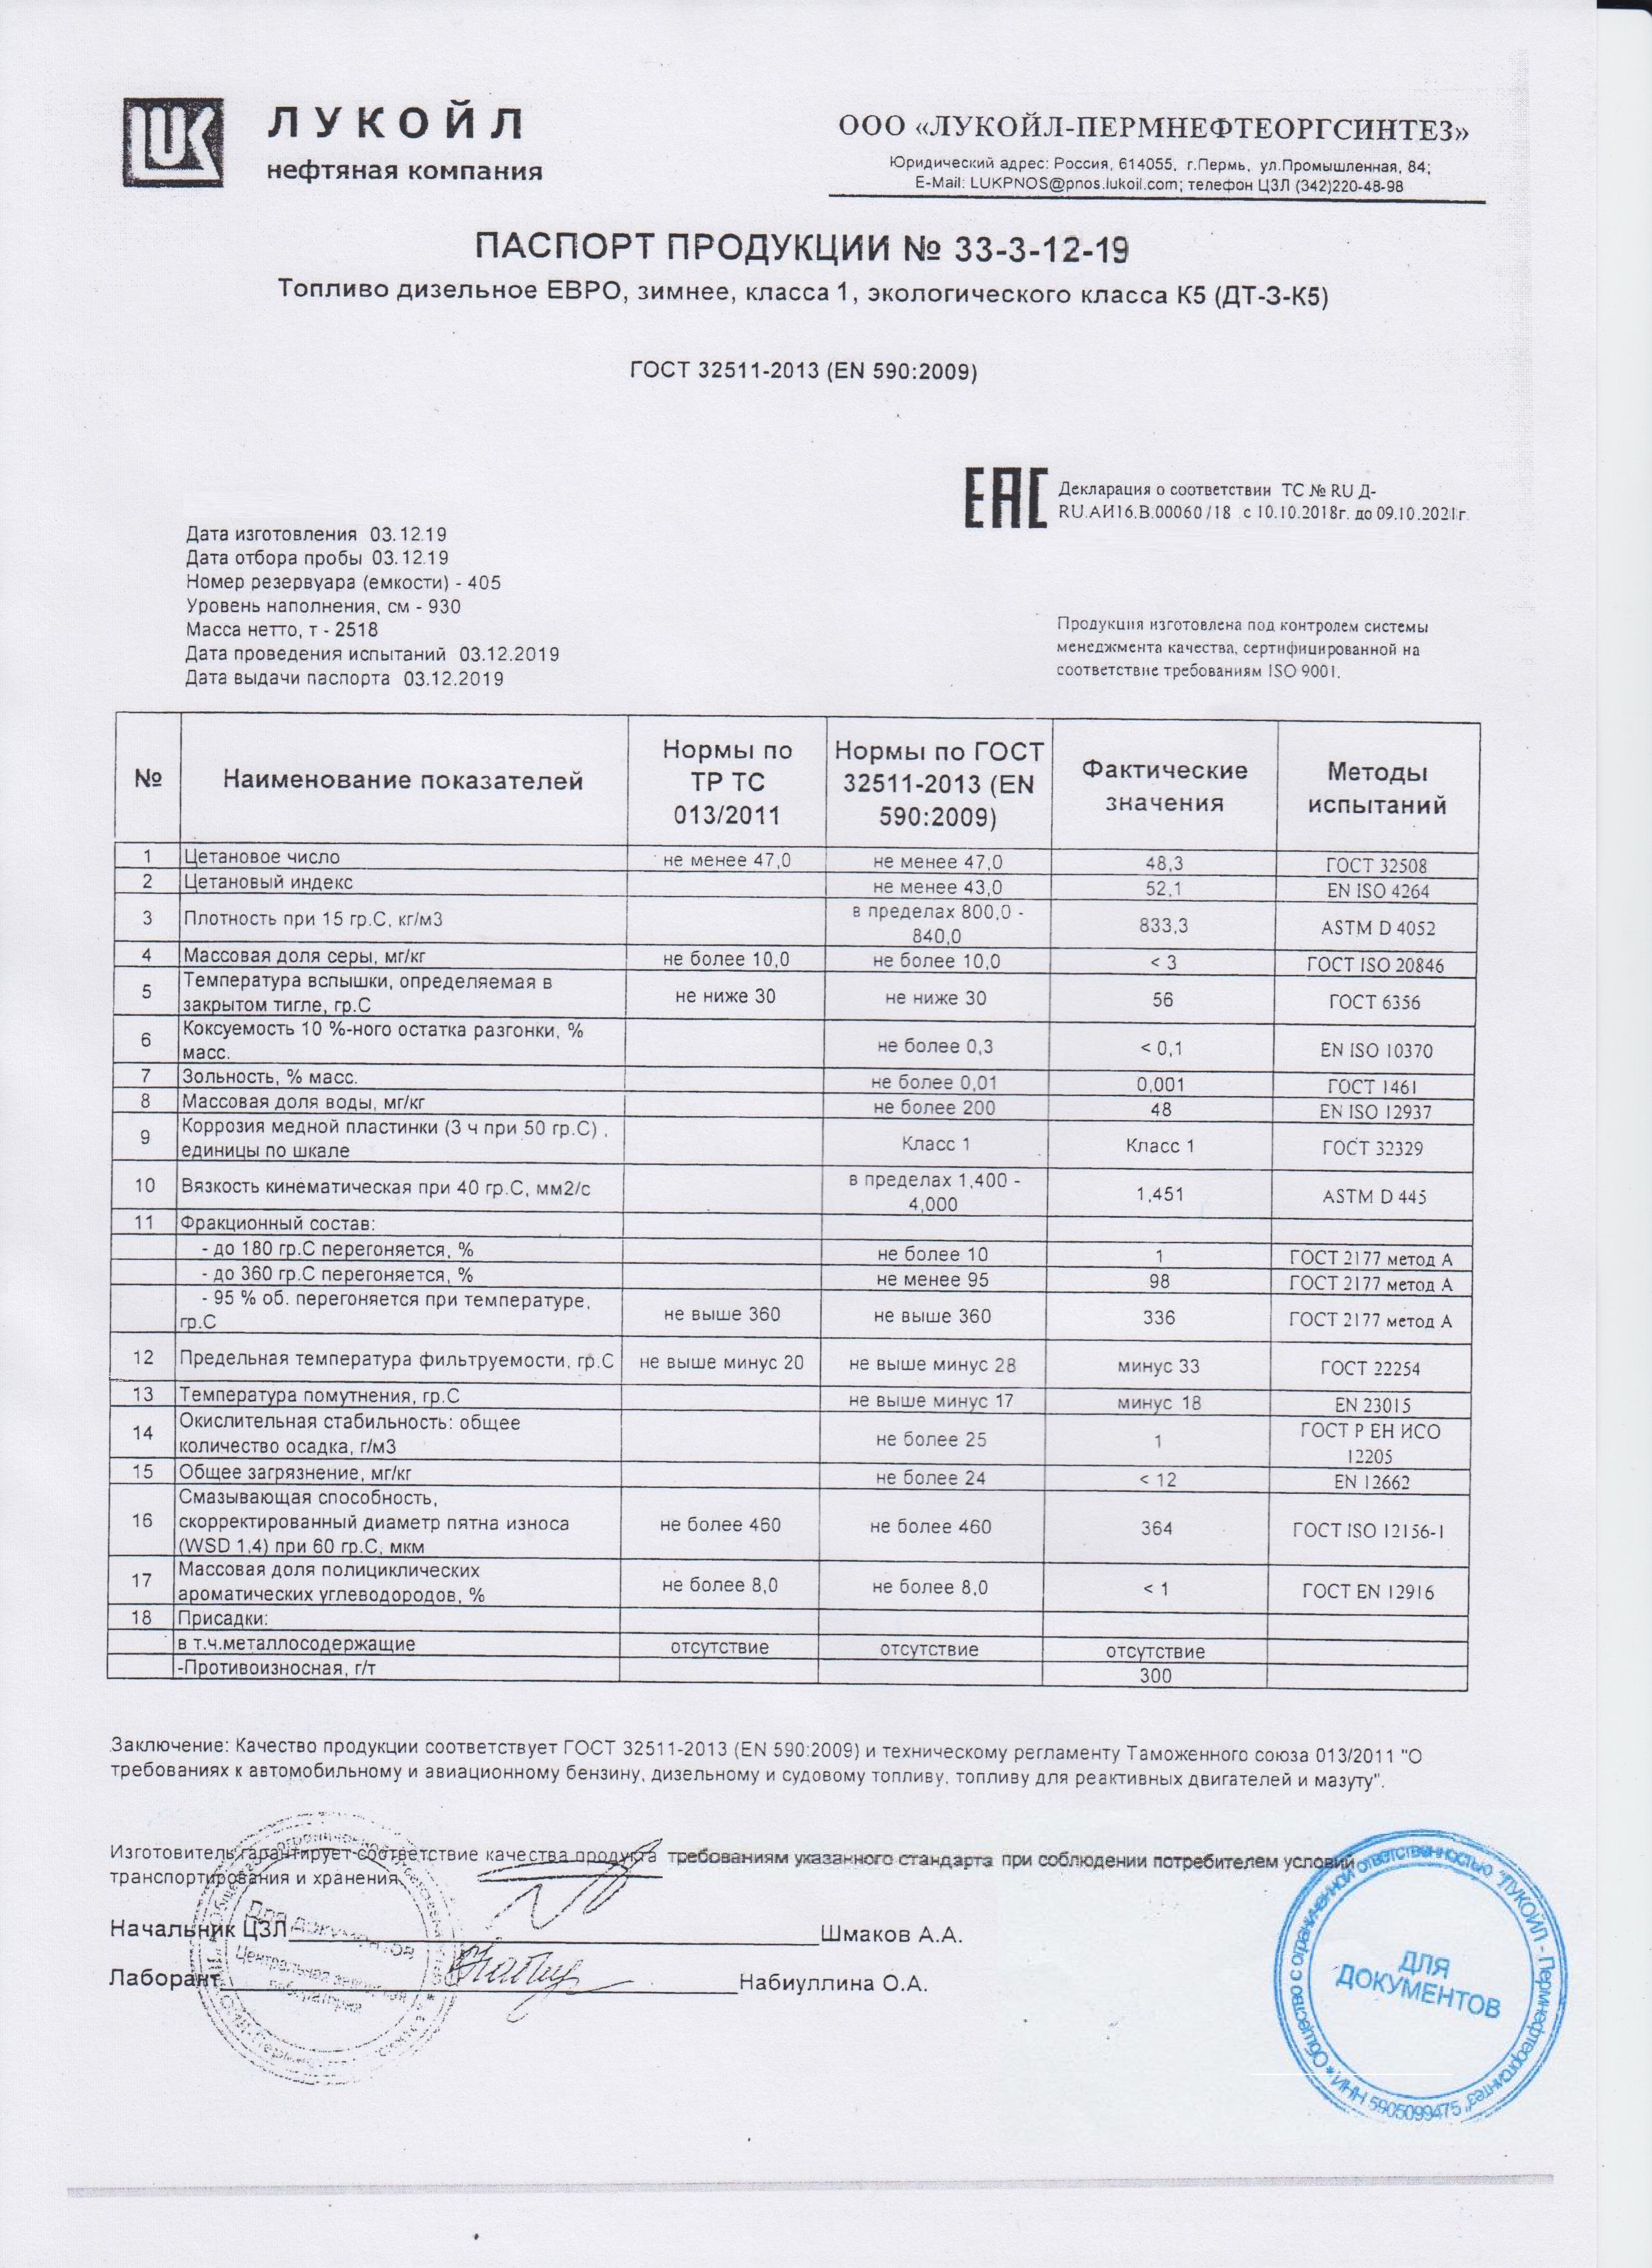 ЛУКОЙЛ
нефтяная компания
ООО «ЛУКОЙЛ-ПЕРМНЕФТЕОРГСИНТЕЗ»
Юридический адрес: Россия, 614055, г.Пермь, ул.Промышленная, 84;
E-Mail: LUKPNOS@pnos.lukoil.com; телефон ЦЗЛ (342)220-48-98
ПАСПОРТ ПРОДУКЦИИ № 33-3-12-19
Топливо дизельное ЕВРО, зимнее, класса 1, экологического класса К5 (ДТ-З-К5)
ГОСТ 32511-2013 (EN 590:2009)
ЕАС
Декларация о соответствии ТС № RU Д-
RU.АИ16.В.00060 /18 с 10.10.2018г. до 09.10.2021г.
Дата изготовления 03.12.19
Дата отбора пробы 03.12.19
Номер резервуара (емкости) - 405
Уровень наполнения, см - 930
Масса нетто, т - 2518
Дата проведения испытаний 03.12.2019
Дата выдачи паспорта 03.12.2019
Продукция изготовлена под контролем системы
менеджмента качества, сертифицированной на
соответствие требованиям ISO 9001.
№ Наименование показателей Нормы по ТР ТС 013/2011 Нормы по ГОСТ 32511-2013 (EN 590:2009) Фактические значения Методы испытаний
1 Цетановое число не менее 47,0 не менее 47,0 48,3 ГОСТ 32508
2 Цетановый индекс не менее 43,0 52,1 EN ISO 4264
3 Плотность при 15 гр.С, кг/м3 в пределах 800,0 - 840,0 833,3 ASTM D 4052
4 Массовая доля серы, мг/кг не более 10,0 не более 10,0 < 3 ГОСТ ISO 20846
5 Температура вспышки, определяемая в закрытом тигле, гр.С не ниже 30 не ниже 30 56 ГОСТ 6356
6 Коксуемость 10 %-ного остатка разгонки, % масс. не более 0,3 < 0,1 EN ISO 10370
7 Зольность, % масс. не более 0,01 0,001 ГОСТ 1461
8 Массовая доля воды, мг/кг не более 200 48 EN ISO 12937
9 Коррозия медной пластинки (3 ч при 50 гр.С) , единицы по шкале Класс 1 Класс 1 ГОСТ 32329
10 Вязкость кинематическая при 40 гр.С, мм2/с в пределах 1,400 - 4,000 1,451 ASTM D 445
11 Фракционный состав:
- до 180 гр.С перегоняется, % не более 10 1 ГОСТ 2177 метод А
- до 360 гр.С перегоняется, % не менее 95 98 ГОСТ 2177 метод А
- 95 % об. перегоняется при температуре, гр.С не выше 360 не выше 360 336 ГОСТ 2177 метод А
12 Предельная температура фильтруемости, гр.С не выше минус 20 не выше минус 28 минус 33 ГОСТ 22254
13 Температура помутнения, гр.С не выше минус 17 минус 18 EN 23015
14 Окислительная стабильность: общее количество осадка, г/м3 не более 25 1 ГОСТ Р ЕН ИСО 12205
15 Общее загрязнение, мг/кг не более 24 < 12 EN 12662
16 Смазывающая способность, скорректированный диаметр пятна износа (WSD 1,4) при 60 гр.С, мкм не более 460 не более 460 364 ГОСТ ISO 12156-1
17 Массовая доля полициклических ароматических углеводородов, % не более 8,0 не более 8,0 < 1 ГОСТ EN 12916
18 Присадки:
в т.ч.металлосодержащие отсутствие отсутствие отсутствие
-Противоизносная, г/т 300
Заключение: Качество продукции соответствует ГОСТ 32511-2013 (EN 590:2009) и техническому регламенту Таможенного союза 013/2011 "О
требованиях к автомобильному и авиационному бензину, дизельному и судовому топливу, топливу для реактивных двигателей и мазуту".
Изготовитель гарантирует соответствие качества продукта требованиям указанного стандарта при соблюдении потребителем условий
транспортирования и хранения.
Начальник ЦЗЛ Шмаков А.А.
Лаборант Набиуллина О.А.
Для документов
Центральная заводская
лаборатория
Общество с ограниченной ответственностью "ЛУКОЙЛ - Пермнефтеоргсинтез" * ИНН 5905099475
ДЛЯ
ДОКУМЕНТОВ